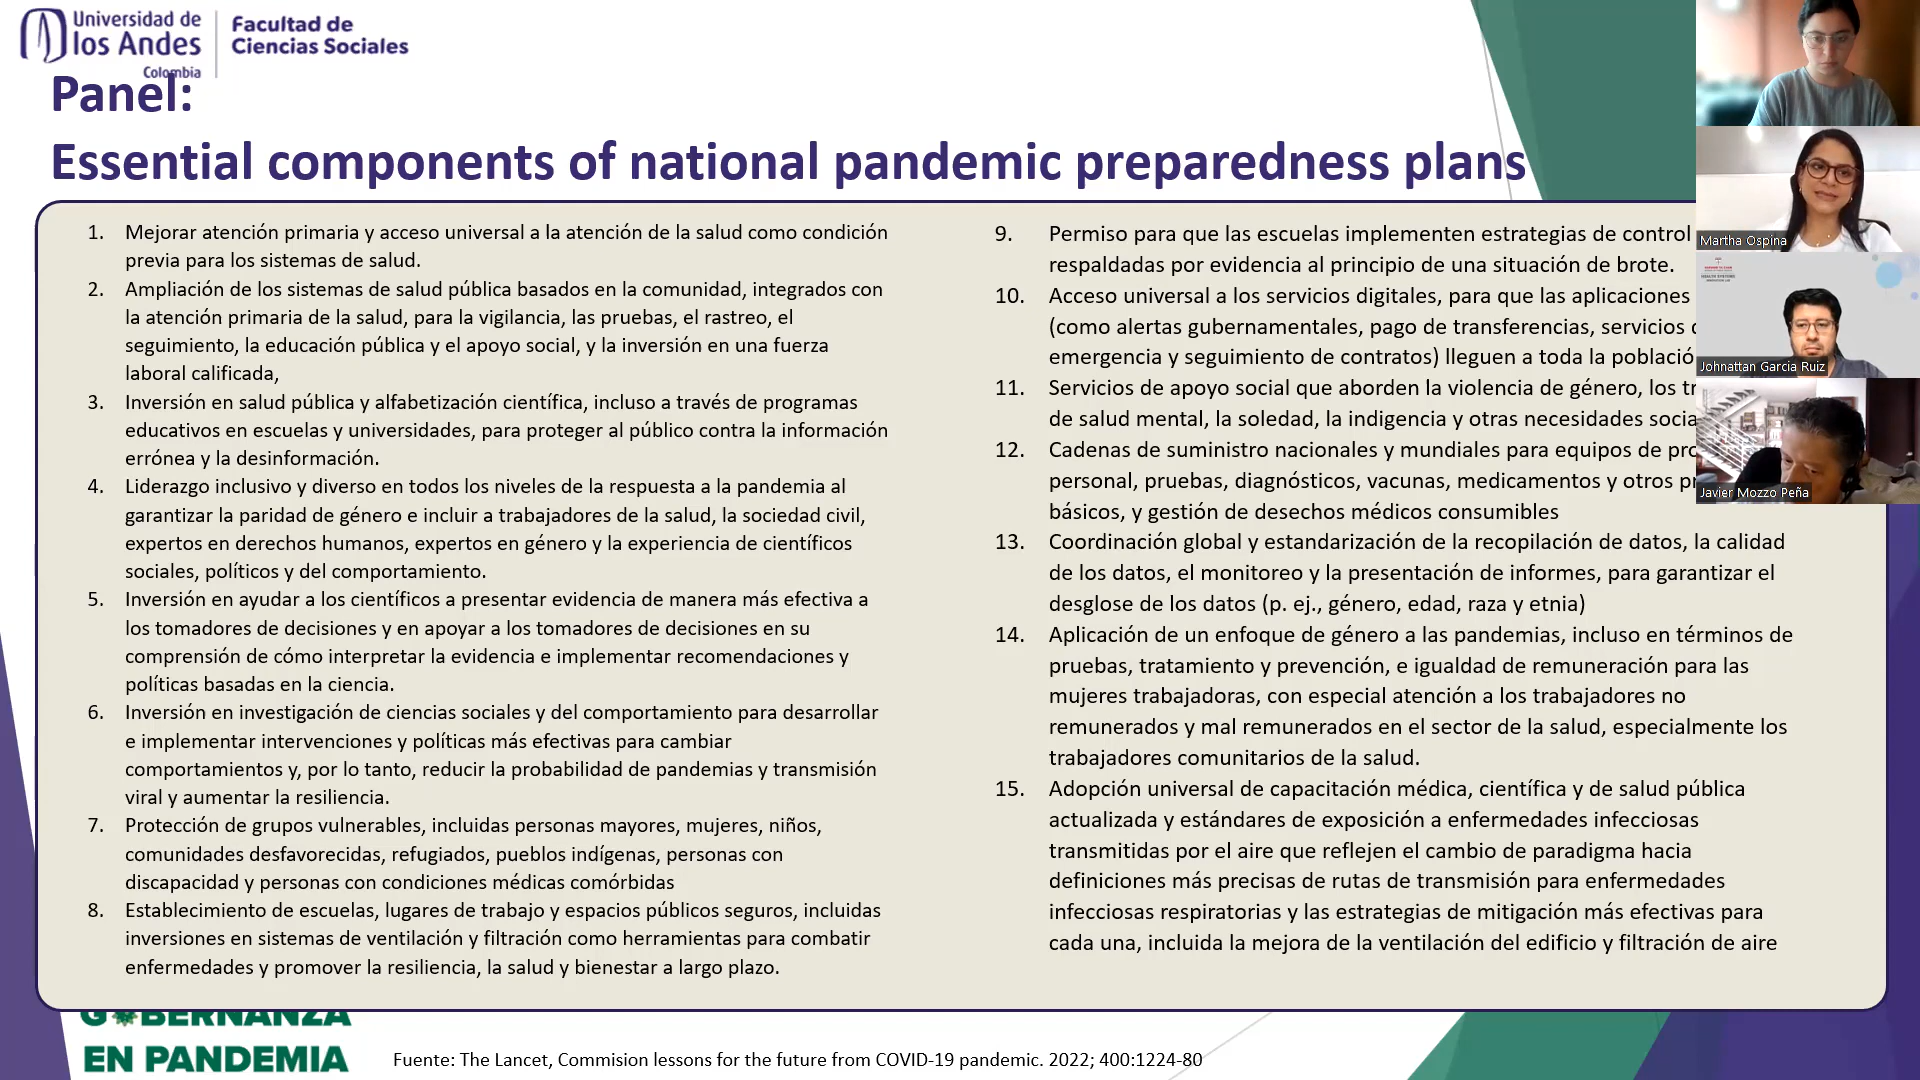 Universidad de
los Andes
Colombia
Facultad de
Ciencias Sociales
Panel:
Essential components of national pandemic preparedness plans
1. Mejorar atención primaria y acceso universal a la atención de la salud como condición
previa para los sistemas de salud.
2. Ampliación de los sistemas de salud pública basados en la comunidad, integrados con
la atención primaria de la salud, para la vigilancia, las pruebas, el rastreo, el
seguimiento, la educación pública y el apoyo social, y la inversión en una fuerza
laboral calificada,
3. Inversión en salud pública y alfabetización científica, incluso a través de programas
educativos en escuelas y universidades, para proteger al público contra la información
errónea y la desinformación.
4. Liderazgo inclusivo y diverso en todos los niveles de la respuesta a la pandemia al
garantizar la paridad de género e incluir a trabajadores de la salud, la sociedad civil,
expertos en derechos humanos, expertos en género y la experiencia de científicos
sociales, políticos y del comportamiento.
5. Inversión en ayudar a los científicos a presentar evidencia de manera más efectiva a
los tomadores de decisiones y en apoyar a los tomadores de decisiones en su
comprensión de cómo interpretar la evidencia e implementar recomendaciones y
políticas basadas en la ciencia.
6. Inversión en investigación de ciencias sociales y del comportamiento para desarrollar
e implementar intervenciones y políticas más efectivas para cambiar
comportamientos y, por lo tanto, reducir la probabilidad de pandemias y transmisión
viral y aumentar la resiliencia.
7. Protección de grupos vulnerables, incluidas personas mayores, mujeres, niños,
comunidades desfavorecidas, refugiados, pueblos indígenas, personas con
discapacidad y personas con condiciones médicas comórbidas
8. Establecimiento de escuelas, lugares de trabajo y espacios públicos seguros, incluidas
inversiones en sistemas de ventilación y filtración como herramientas para combatir
enfermedades y promover la resiliencia, la salud y bienestar a largo plazo.
9. Permiso para que las escuelas implementen estrategias de control
respaldadas por evidencia al principio de una situación de brote.
10. Acceso universal a los servicios digitales, para que las aplicaciones
(como alertas gubernamentales, pago de transferencias, servicios
emergencia y seguimiento de contratos) lleguen a toda la població
11. Servicios de apoyo social que aborden la violencia de género, los
de salud mental, la soledad, la indigencia y otras necesidades socia
12. Cadenas de suministro nacionales y mundiales para equipos de pro
personal, pruebas, diagnósticos, vacunas, medicamentos y otros
básicos, y gestión de desechos médicos consumibles
13. Coordinación global y estandarización de la recopilación de datos, la calidad
de los datos, el monitoreo y la presentación de informes, para garantizar el
desglose de los datos (p. ej., género, edad, raza y etnia)
14. Aplicación de un enfoque de género a las pandemias, incluso en términos de
pruebas, tratamiento y prevención, e igualdad de remuneración para las
mujeres trabajadoras, con especial atención a los trabajadores no
remunerados y mal remunerados en el sector de la salud, especialmente los
trabajadores comunitarios de la salud.
15. Adopción universal de capacitación médica, científica y de salud pública
actualizada y estándares de exposición a enfermedades infecciosas
transmitidas por el aire que reflejen el cambio de paradigma hacia
definiciones más precisas de rutas de transmisión para enfermedades
infecciosas respiratorias y las estrategias de mitigación más efectivas para
cada una, incluida la mejora de la ventilación del edificio y filtración de aire
Martha Ospina
Johnattan Garcia Ruiz
Javier Mozzo Peña
GOBERNANZA
EN PANDEMIA
Fuente: The Lancet, Commision lessons for the future from COVID-19 pandemic. 2022; 400:1224-80